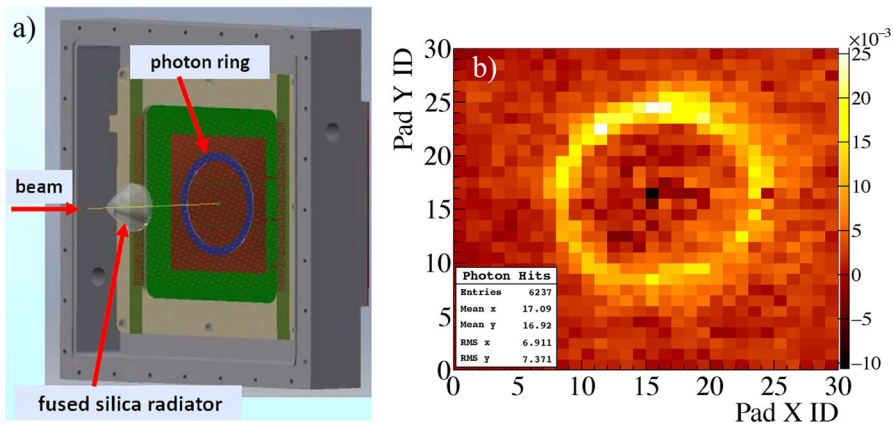 a)
photon ring
beam
fused silica radiator
b)
Pad Y ID
30
25
20
15
10
5
0
Photon Hits
Entries 6237
Mean x 17.09
Mean y 16.92
RMS x 6.911
RMS y 7.371
0 5 10 15 20 25 30
Pad X ID
×10⁻³
25
20
15
10
5
0
−5
−10